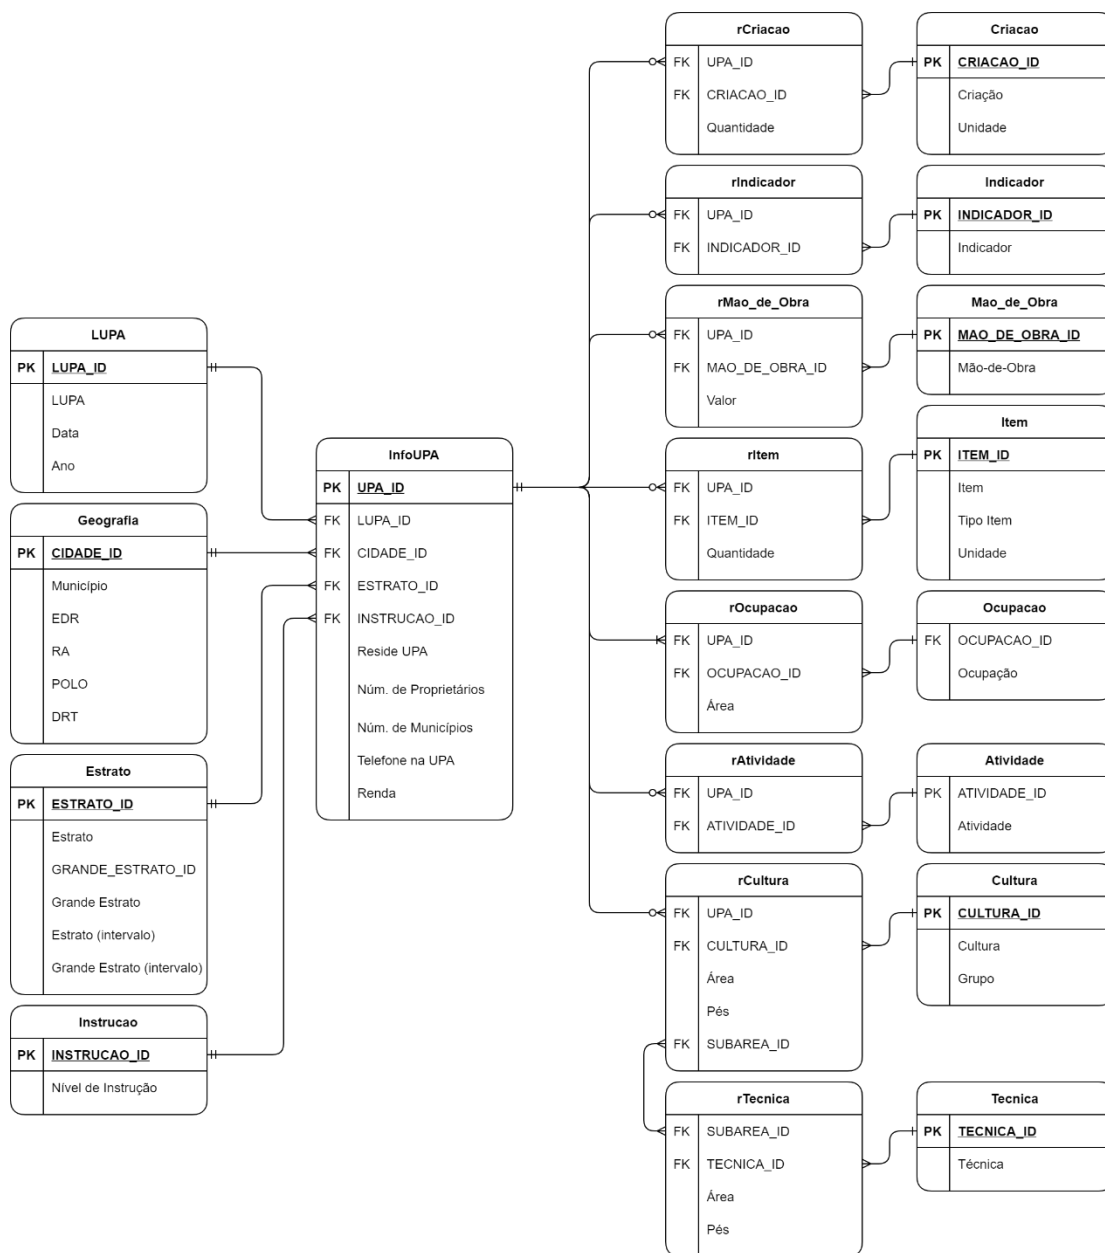 rCriacao
FK UPA_ID
FK CRIACAO_ID
Quantidade
Criacao
PK CRIACAO_ID
Criação
Unidade
rIndicador
FK UPA_ID
FK INDICADOR_ID
Indicador
PK INDICADOR_ID
Indicador
rMao_de_Obra
FK UPA_ID
FK MAO_DE_OBRA_ID
Valor
Mao_de_Obra
PK MAO_DE_OBRA_ID
Mão-de-Obra
LUPA
PK LUPA_ID
LUPA
Data
Ano
Geografia
PK CIDADE_ID
Município
EDR
RA
POLO
DRT
Estrato
PK ESTRATO_ID
Estrato
GRANDE_ESTRATO_ID
Grande Estrato
Estrato (intervalo)
Grande Estrato (intervalo)
Instrucao
PK INSTRUCAO_ID
Nível de Instrução
InfoUPA
PK UPA_ID
FK LUPA_ID
FK CIDADE_ID
FK ESTRATO_ID
FK INSTRUCAO_ID
Reside UPA
Núm. de Proprietários
Núm. de Municípios
Telefone na UPA
Renda
rItem
FK UPA_ID
FK ITEM_ID
Quantidade
Item
PK ITEM_ID
Item
Tipo Item
Unidade
rOcupacao
FK UPA_ID
FK OCUPACAO_ID
Área
Ocupacao
FK OCUPACAO_ID
Ocupação
rAtividade
FK UPA_ID
FK ATIVIDADE_ID
Atividade
PK ATIVIDADE_ID
Atividade
rCultura
FK UPA_ID
FK CULTURA_ID
Área
Pés
FK SUBAREA_ID
Cultura
PK CULTURA_ID
Cultura
Grupo
rTecnica
FK SUBAREA_ID
FK TECNICA_ID
Área
Pés
Tecnica
PK TECNICA_ID
Técnica